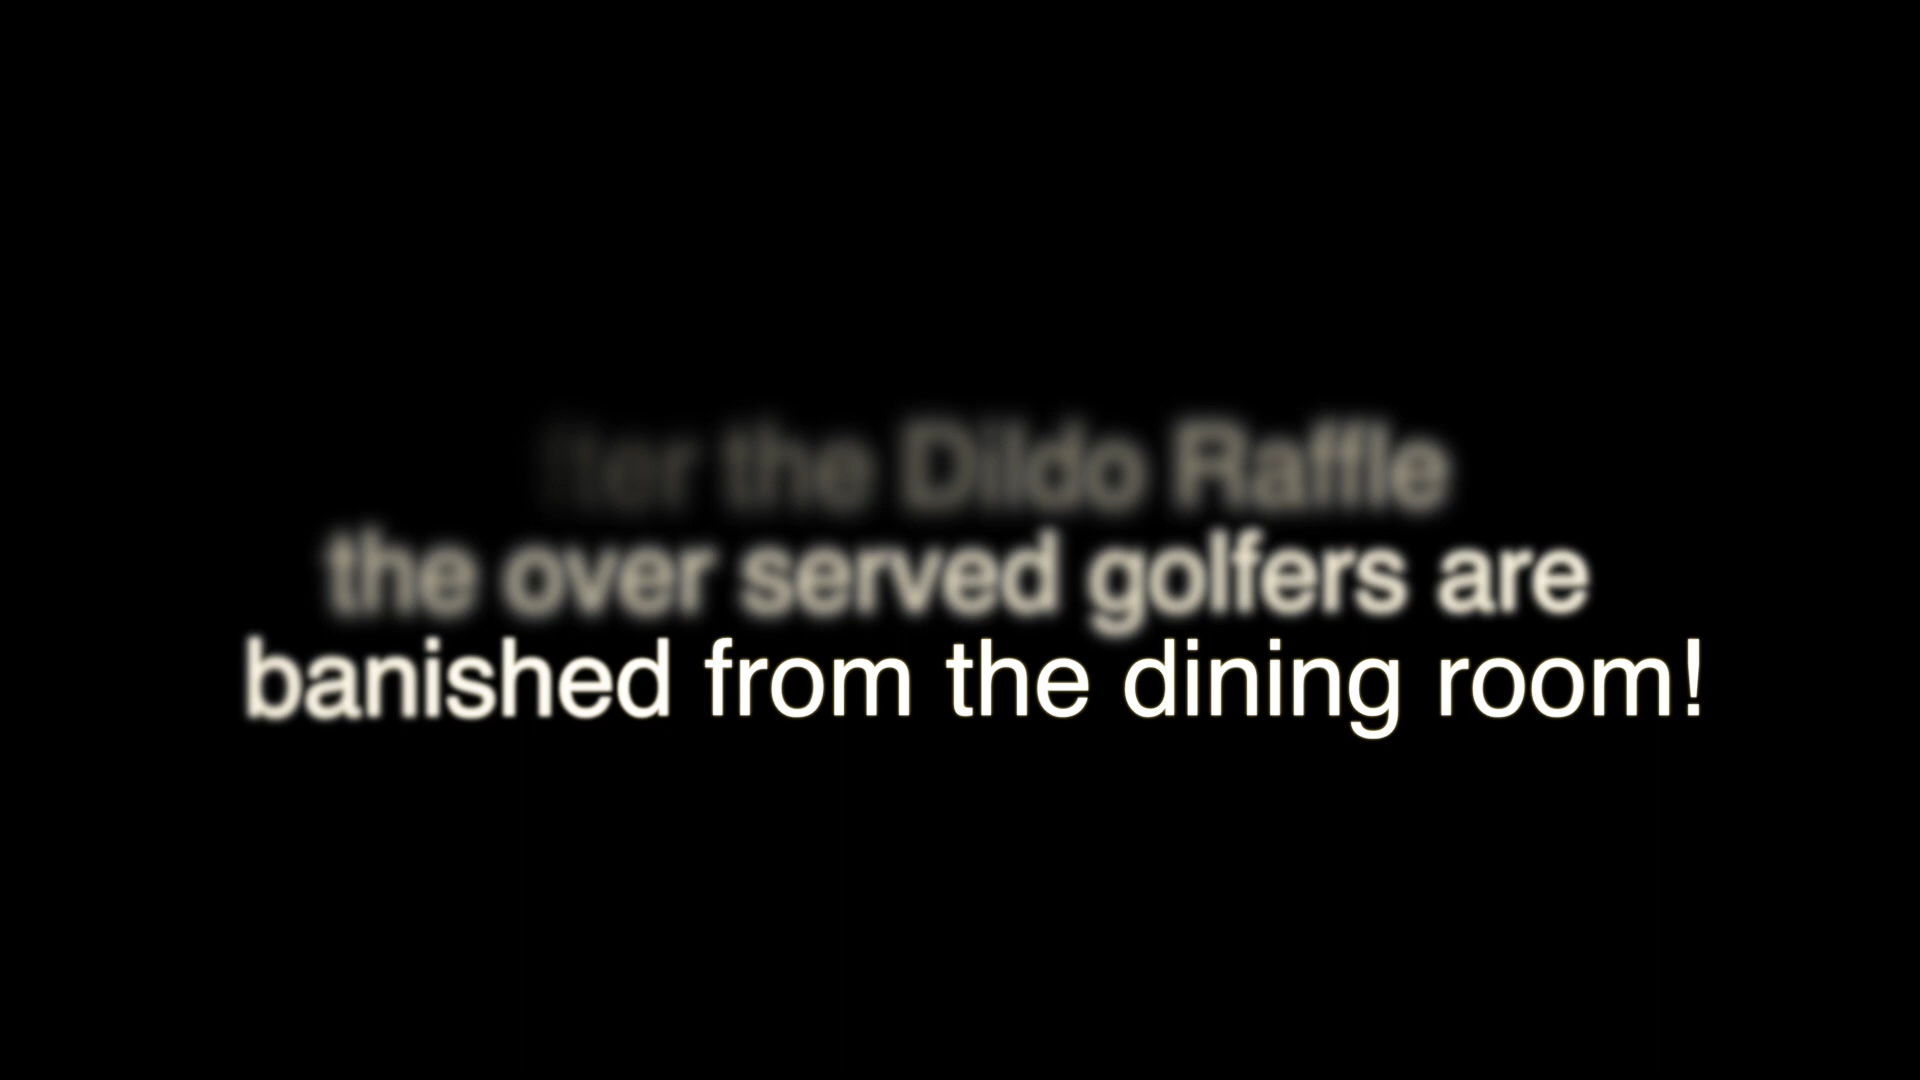 the Dildo Raffle
the over served golfers are
banished from the dining room!